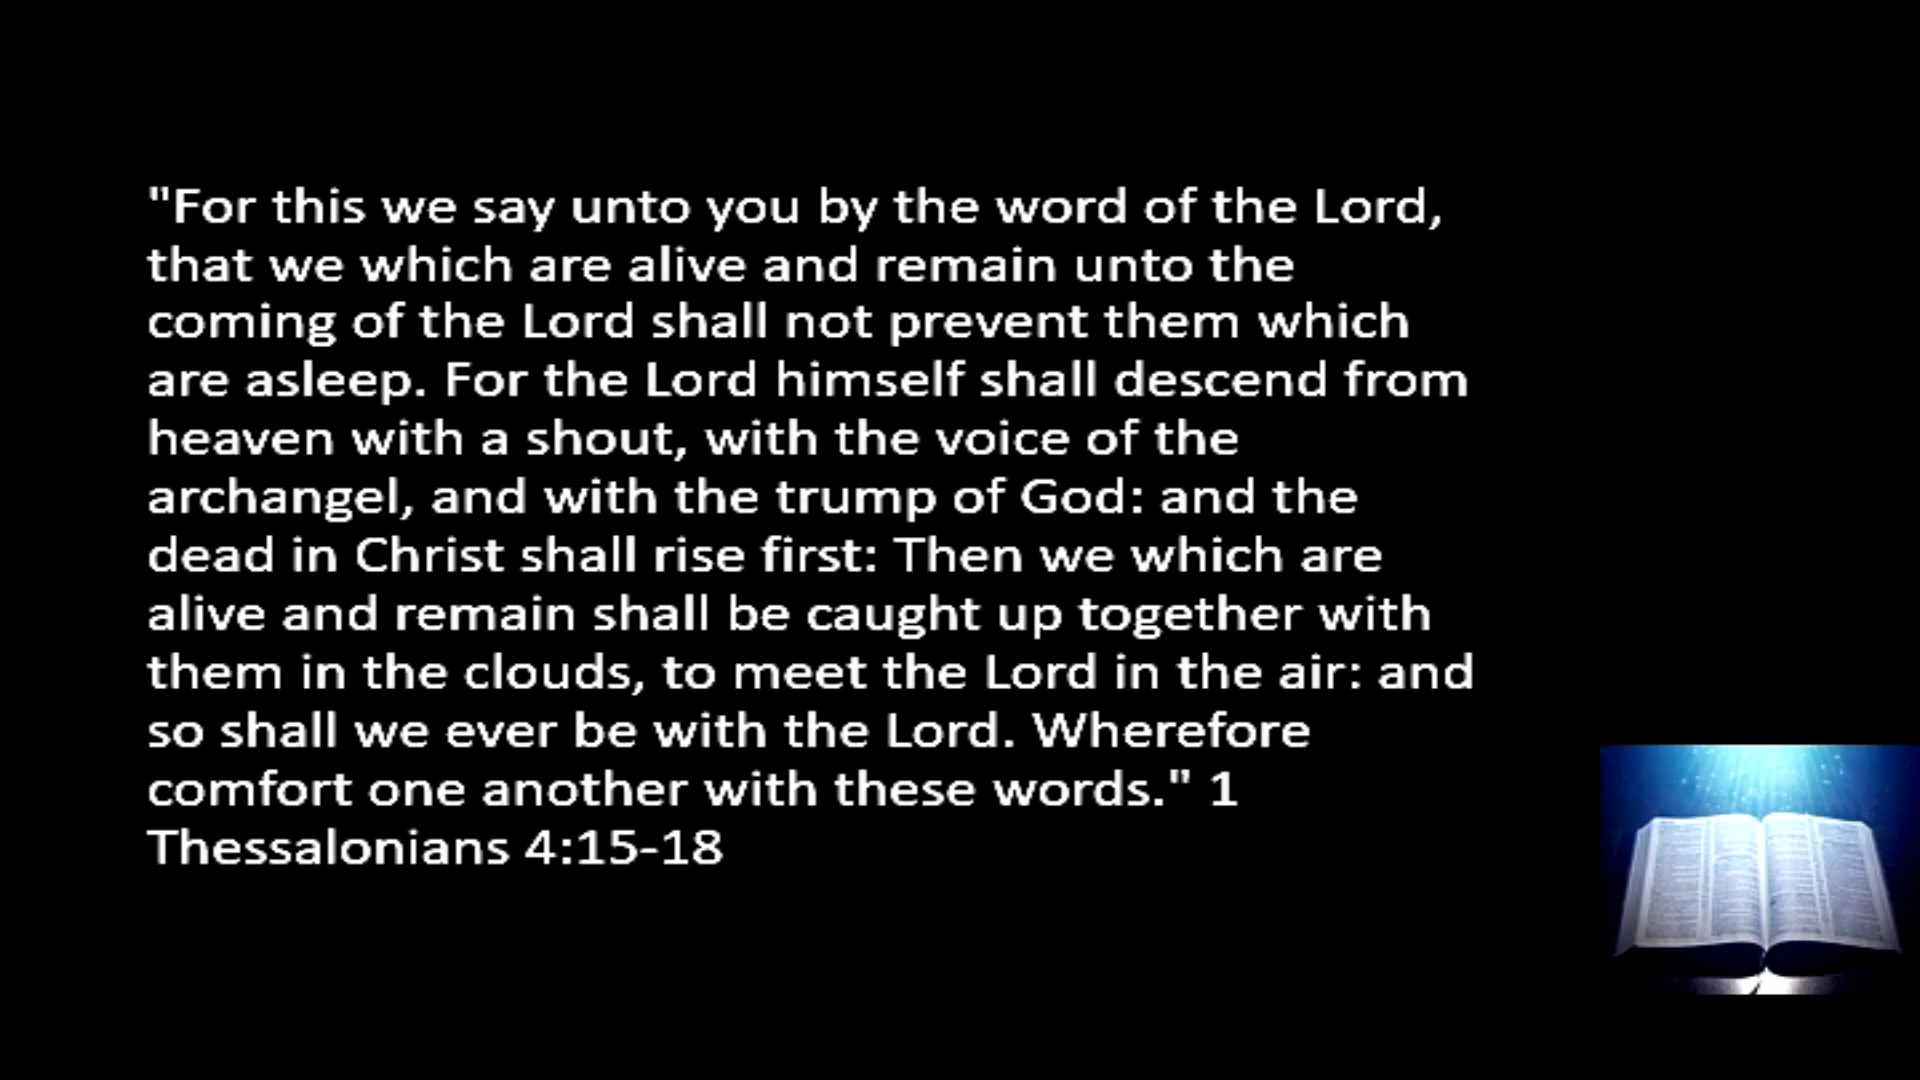 "For this we say unto you by the word of the Lord,
that we which are alive and remain unto the
coming of the Lord shall not prevent them which
are asleep. For the Lord himself shall descend from
heaven with a shout, with the voice of the
archangel, and with the trump of God: and the
dead in Christ shall rise first: Then we which are
alive and remain shall be caught up together with
them in the clouds, to meet the Lord in the air: and
so shall we ever be with the Lord. Wherefore
comfort one another with these words." 1
Thessalonians 4:15-18